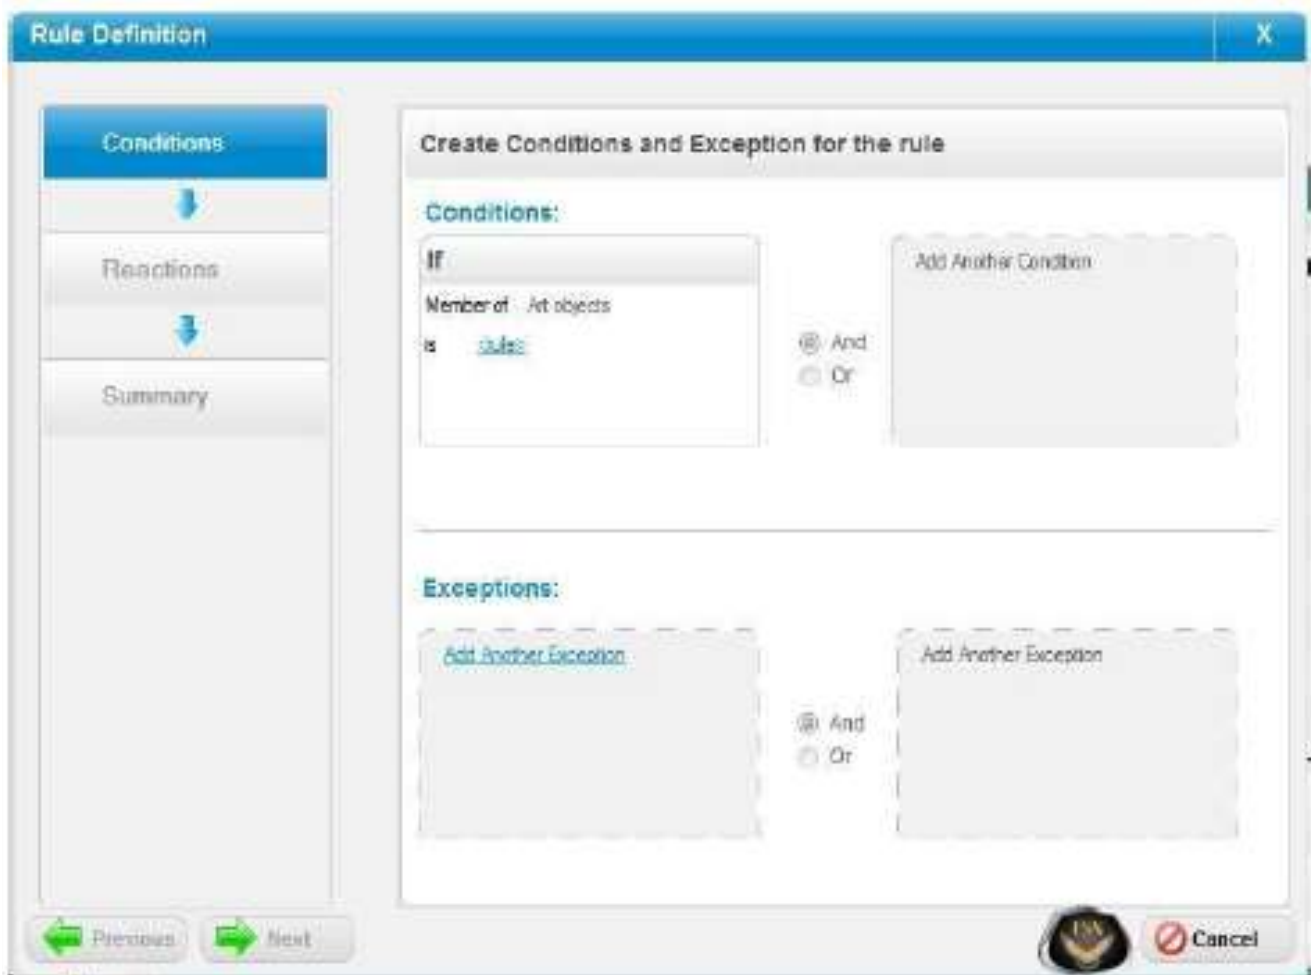 Rule Definition
X
Conditions
Reactions
Summary
Create Conditions and Exception for the rule
Conditions:
If
Member of Art objects
is
And
Or
Add Another Condition
Exceptions:
Add Another Exception
And
Or
Add Another Exception
Previous
Next
Cancel